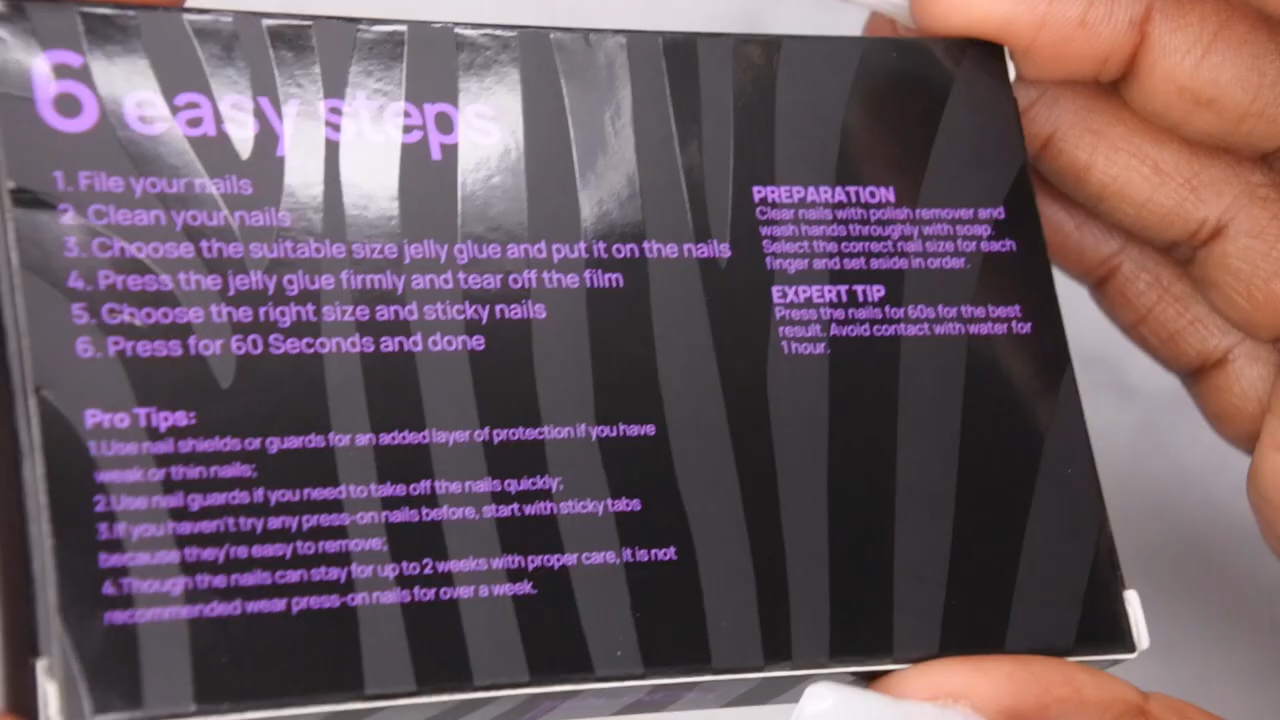 6 easy steps
1. File your nails
2. Clean your nails
3. Choose the suitable size jelly glue and put it on the nails
4. Press the jelly glue firmly and tear off the film
5. Choose the right size and sticky nails
6. Press for 60 Seconds and done
Pro Tips:
1.Use nail shields or guards for an added layer of protection if you have
weak or thin nails;
2.Use nail guards if you need to take off the nails quickly;
3.If you haven't try any press-on nails before, start with sticky tabs
because they're easy to remove;
4.Though the nails can stay for up to 2 weeks with proper care, it is not
recommended wear press-on nails for over a week.
PREPARATION
Clear nails with polish remover and
wash hands throughly with soap.
Select the correct nail size for each
finger and set aside in order.
EXPERT TIP
Press the nails for 60s for the best
result. Avoid contact with water for
1 hour.